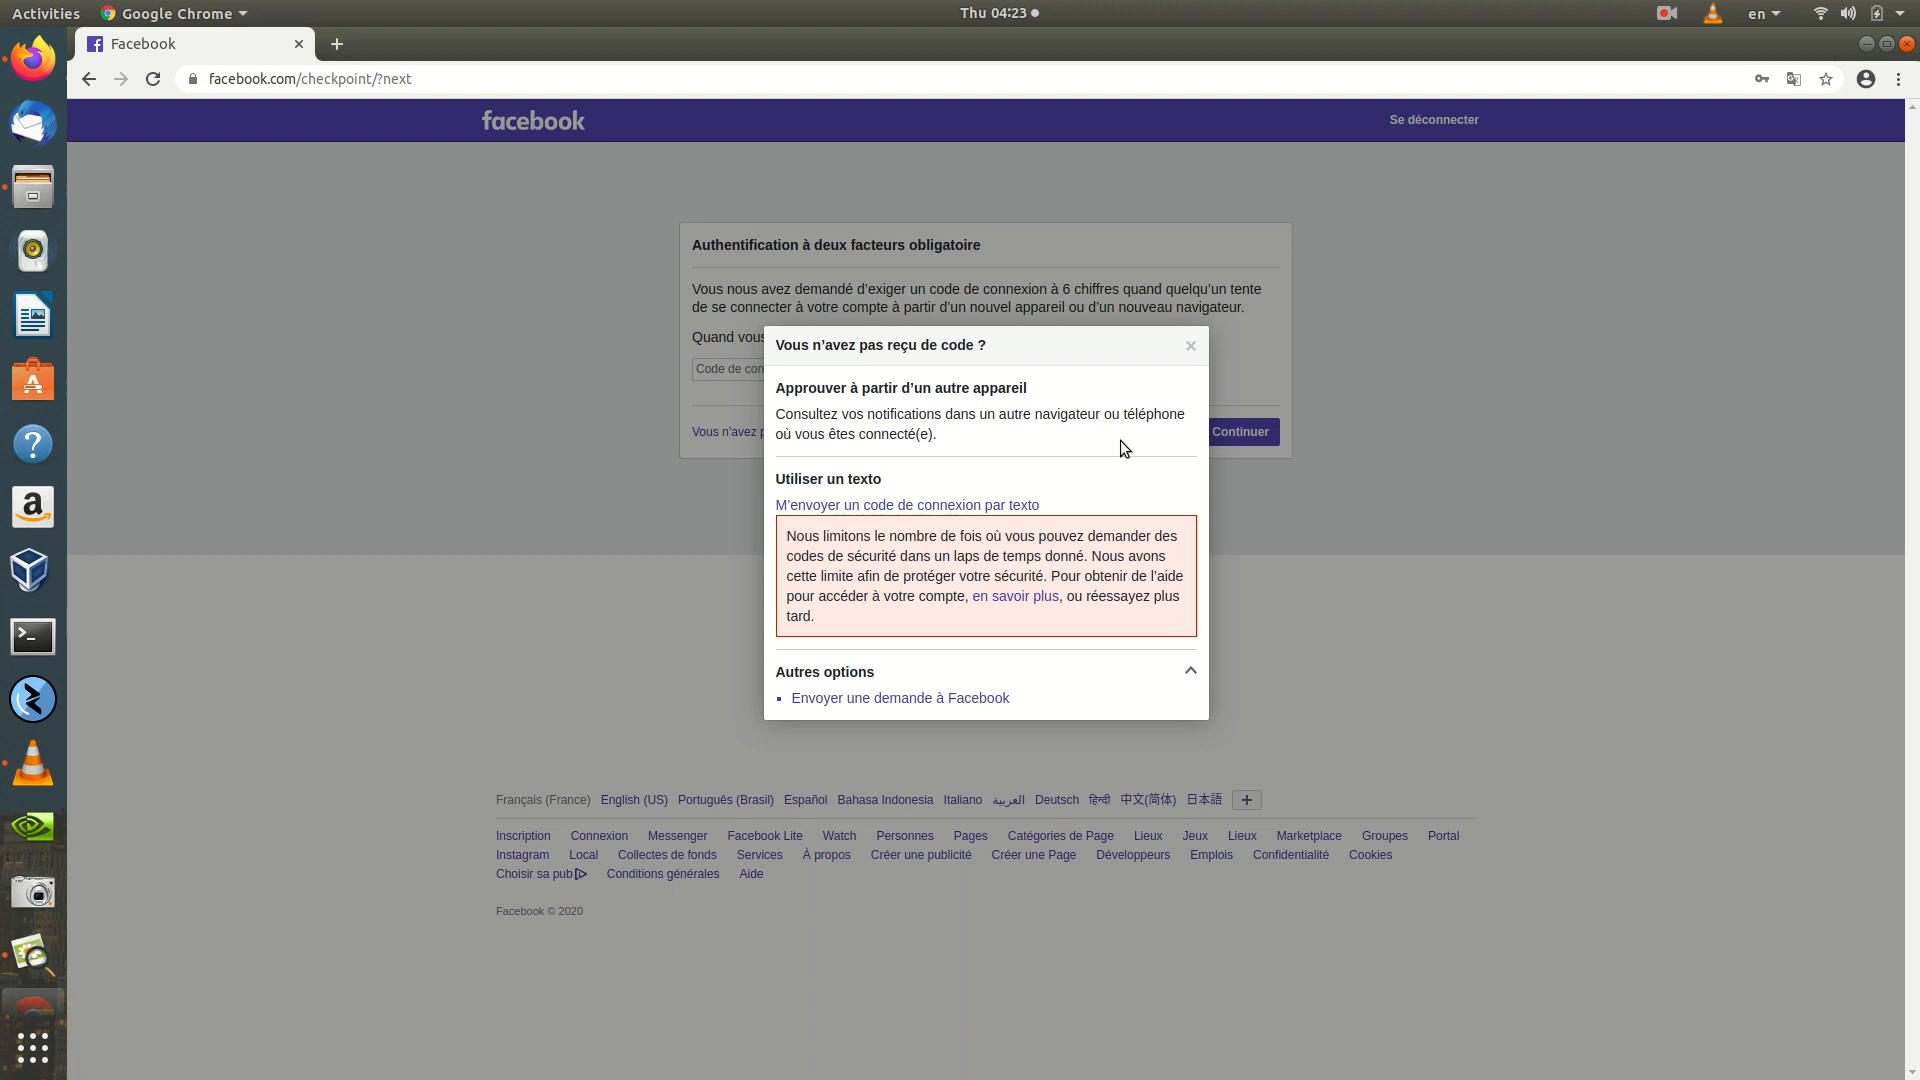 Activities Google Chrome Thu 04:23 en
Facebook
facebook.com/checkpoint/?next
facebook Se déconnecter
Authentification à deux facteurs obligatoire
Vous nous avez demandé d’exiger un code de connexion à 6 chiffres quand quelqu’un tente
de se connecter à votre compte à partir d’un nouvel appareil ou d’un nouveau navigateur.
Quand vous
Code de con
Vous n’avez p
Continuer
Vous n’avez pas reçu de code ?
Approuver à partir d’un autre appareil
Consultez vos notifications dans un autre navigateur ou téléphone
où vous êtes connecté(e).
Utiliser un texto
M’envoyer un code de connexion par texto
Nous limitons le nombre de fois où vous pouvez demander des
codes de sécurité dans un laps de temps donné. Nous avons
cette limite afin de protéger votre sécurité. Pour obtenir de l’aide
pour accéder à votre compte, en savoir plus, ou réessayez plus
tard.
Autres options
Envoyer une demande à Facebook
Français (France) English (US) Português (Brasil) Español Bahasa Indonesia Italiano العربية Deutsch हिन्दी 中文(简体) 日本語
Inscription Connexion Messenger Facebook Lite Watch Personnes Pages Catégories de Page Lieux Jeux Lieux Marketplace Groupes Portal
Instagram Local Collectes de fonds Services À propos Créer une publicité Créer une Page Développeurs Emplois Confidentialité Cookies
Choisir sa pub Conditions générales Aide
Facebook © 2020